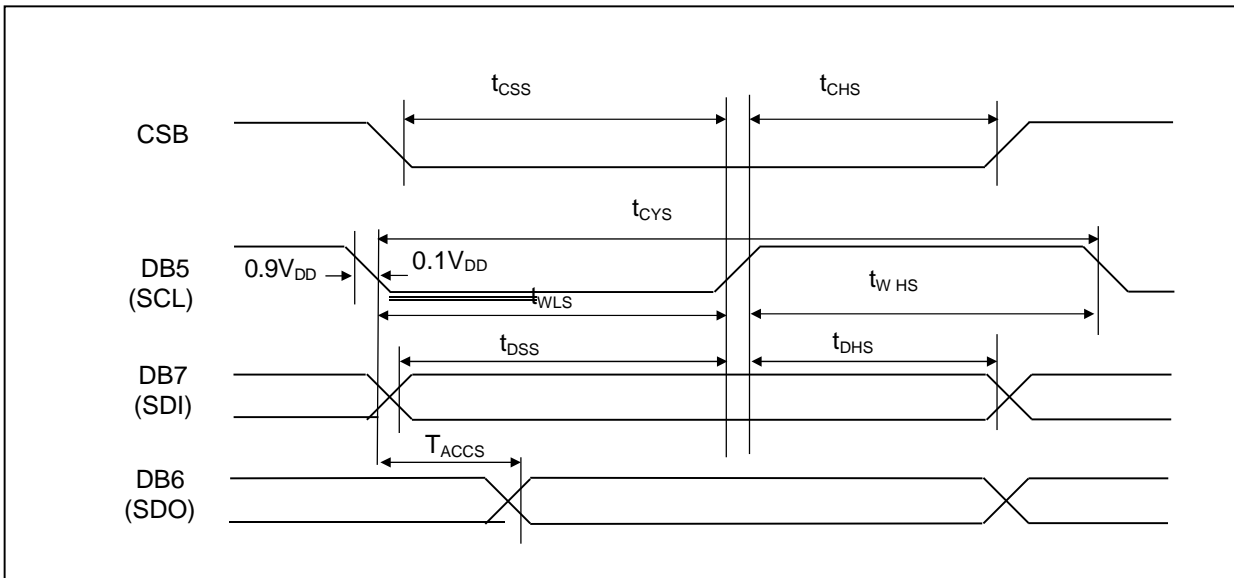 tCSS
tCHS
CSB
tCYS
DB5
(SCL)
0.9VDD
0.1VDD
tWLS
tW HS
tDSS
tDHS
DB7
(SDI)
TACCS
DB6
(SDO)